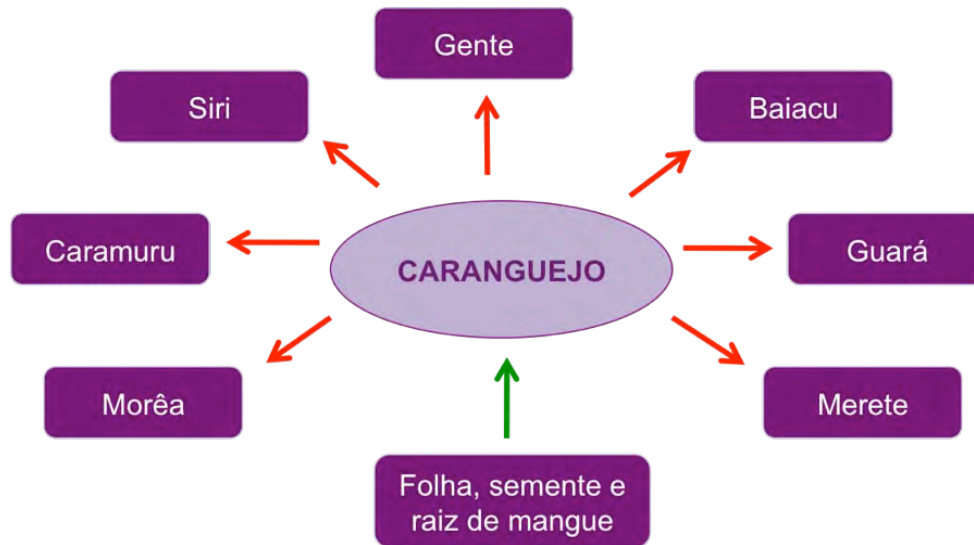 Gente
Siri
Baiacu
Caramuru
CARANGUEJO
Guará
Morêa
Merete
Folha, semente e
raiz de mangue